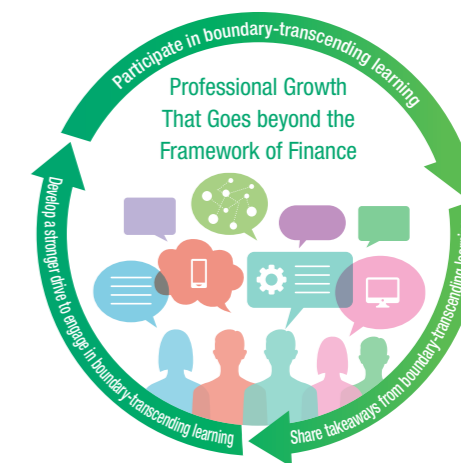 Participate in boundary-transcending learning
Professional Growth
That Goes beyond the
Framework of Finance
Share takeaways from boundary-transcending
Develop a stronger drive to engage in boundary-transcending learning